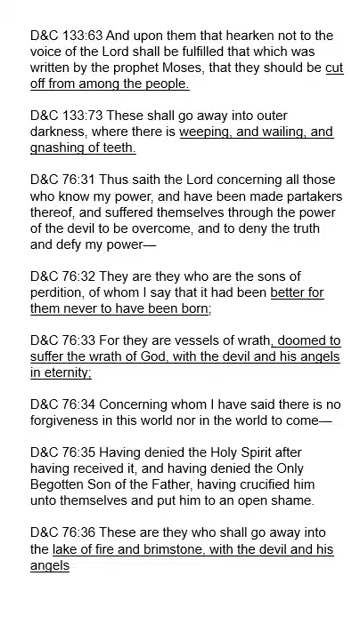 D&C 133:63 And upon them that hearken not to the
voice of the Lord shall be fulfilled that which was
written by the prophet Moses, that they should be cut
off from among the people.
D&C 133:73 These shall go away into outer
darkness, where there is weeping, and wailing, and
gnashing of teeth.
D&C 76:31 Thus saith the Lord concerning all those
who know my power, and have been made partakers
thereof, and suffered themselves through the power
of the devil to be overcome, and to deny the truth
and defy my power—
D&C 76:32 They are they who are the sons of
perdition, of whom I say that it had been better for
them never to have been born;
D&C 76:33 For they are vessels of wrath, doomed to
suffer the wrath of God, with the devil and his angels
in eternity;
D&C 76:34 Concerning whom I have said there is no
forgiveness in this world nor in the world to come—
D&C 76:35 Having denied the Holy Spirit after
having received it, and having denied the Only
Begotten Son of the Father, having crucified him
unto themselves and put him to an open shame.
D&C 76:36 These are they who shall go away into
the lake of fire and brimstone, with the devil and his
angels